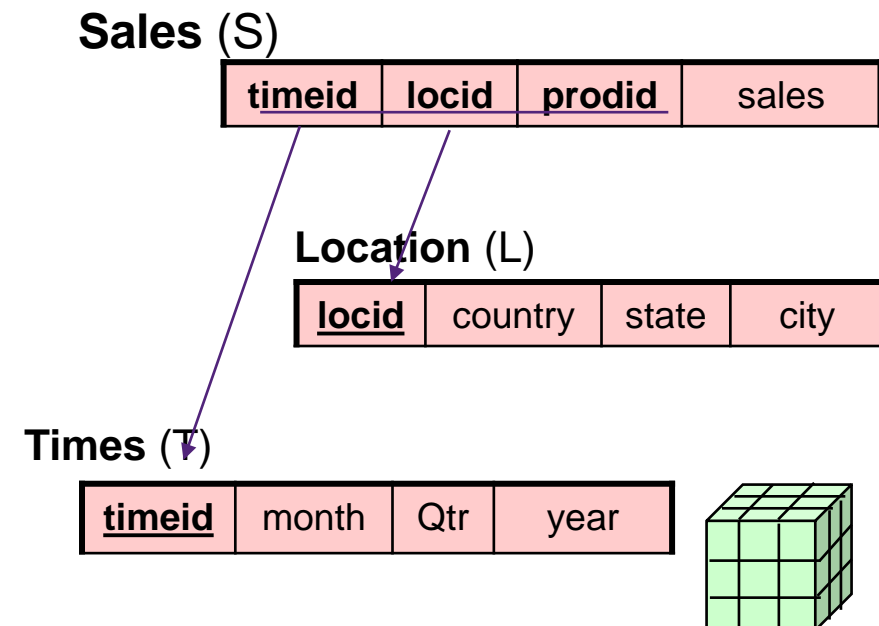 Sales (S)
timeid locid prodid sales
Location (L)
locid country state city
Times (T)
timeid month Qtr year